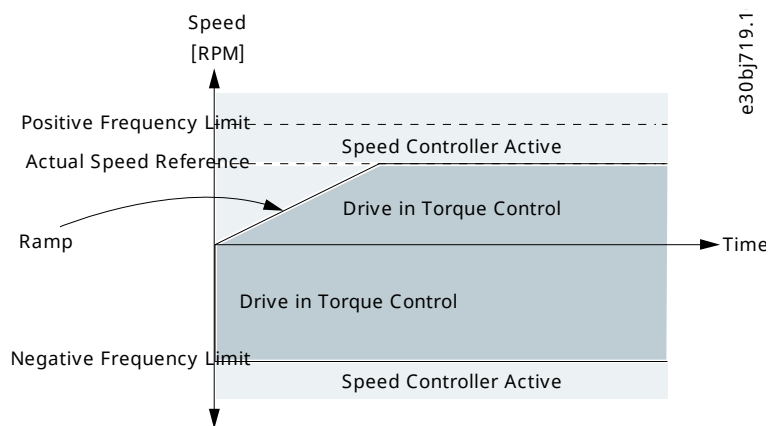 Speed
[RPM]
e30bj719.1
Positive Frequency Limit
Speed Controller Active
Actual Speed Reference
Drive in Torque Control
Ramp
Time
Drive in Torque Control
Negative Frequency Limit
Speed Controller Active